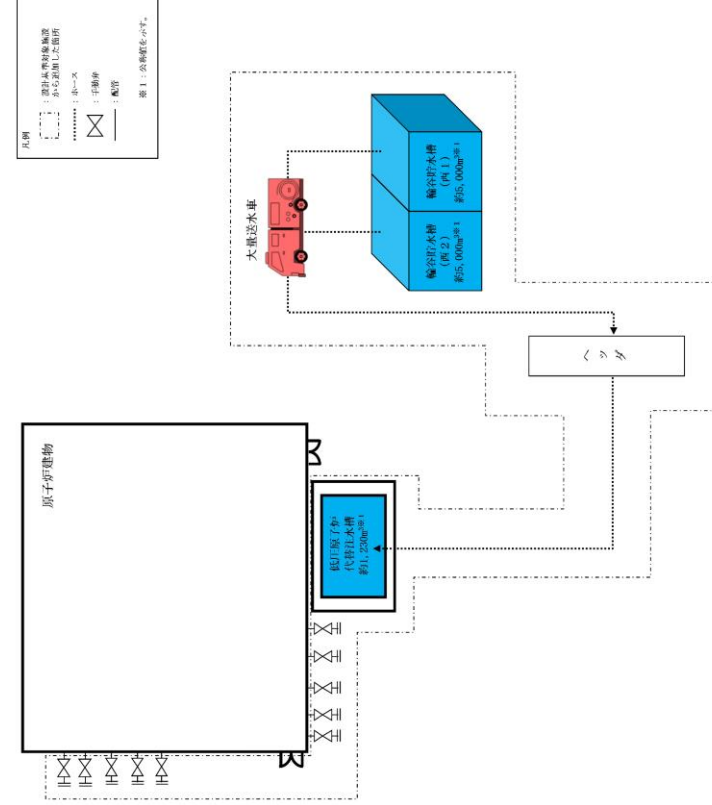 凡例
：設計基準対象施設
から追加した箇所
：ホース
：手動弁
：配管
※1：公称値を示す。
大量送水車
輪谷貯水槽
（西1）
約5,000m³※1
輪谷貯水槽
（西2）
約5,000m³※1
ヘッダ
原子炉建物
低圧原子炉
代替注水槽
約1,230m³※1